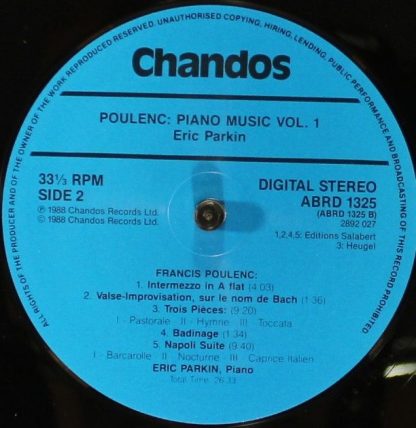 ALL RIGHTS OF THE PRODUCER AND OF THE OWNER OF THE WORK REPRODUCED RESERVED. UNAUTHORISED COPYING, HIRING, LENDING, PUBLIC PERFORMANCE AND BROADCASTING OF THIS RECORD PROHIBITED
Chandos
POULENC: PIANO MUSIC VOL. 1
Eric Parkin
33⅓ RPM
SIDE 2
℗ 1988 Chandos Records Ltd.
© 1988 Chandos Records Ltd.
DIGITAL STEREO
ABRD 1325
(ABRD 1325 B)
2892 027
1,2,4,5: Editions Salabert
3: Heugel
FRANCIS POULENC:
1. Intermezzo in A flat (4:03)
2. Valse-Improvisation, sur le nom de Bach (1:36)
3. Trois Pièces: (9:20)
I - Pastorale II - Hymne III - Toccata
4. Badinage (1:34)
5. Napoli Suite (9:40)
I - Barcarolle II - Nocturne III - Caprice Italien
ERIC PARKIN, Piano
Total Time: 26:33